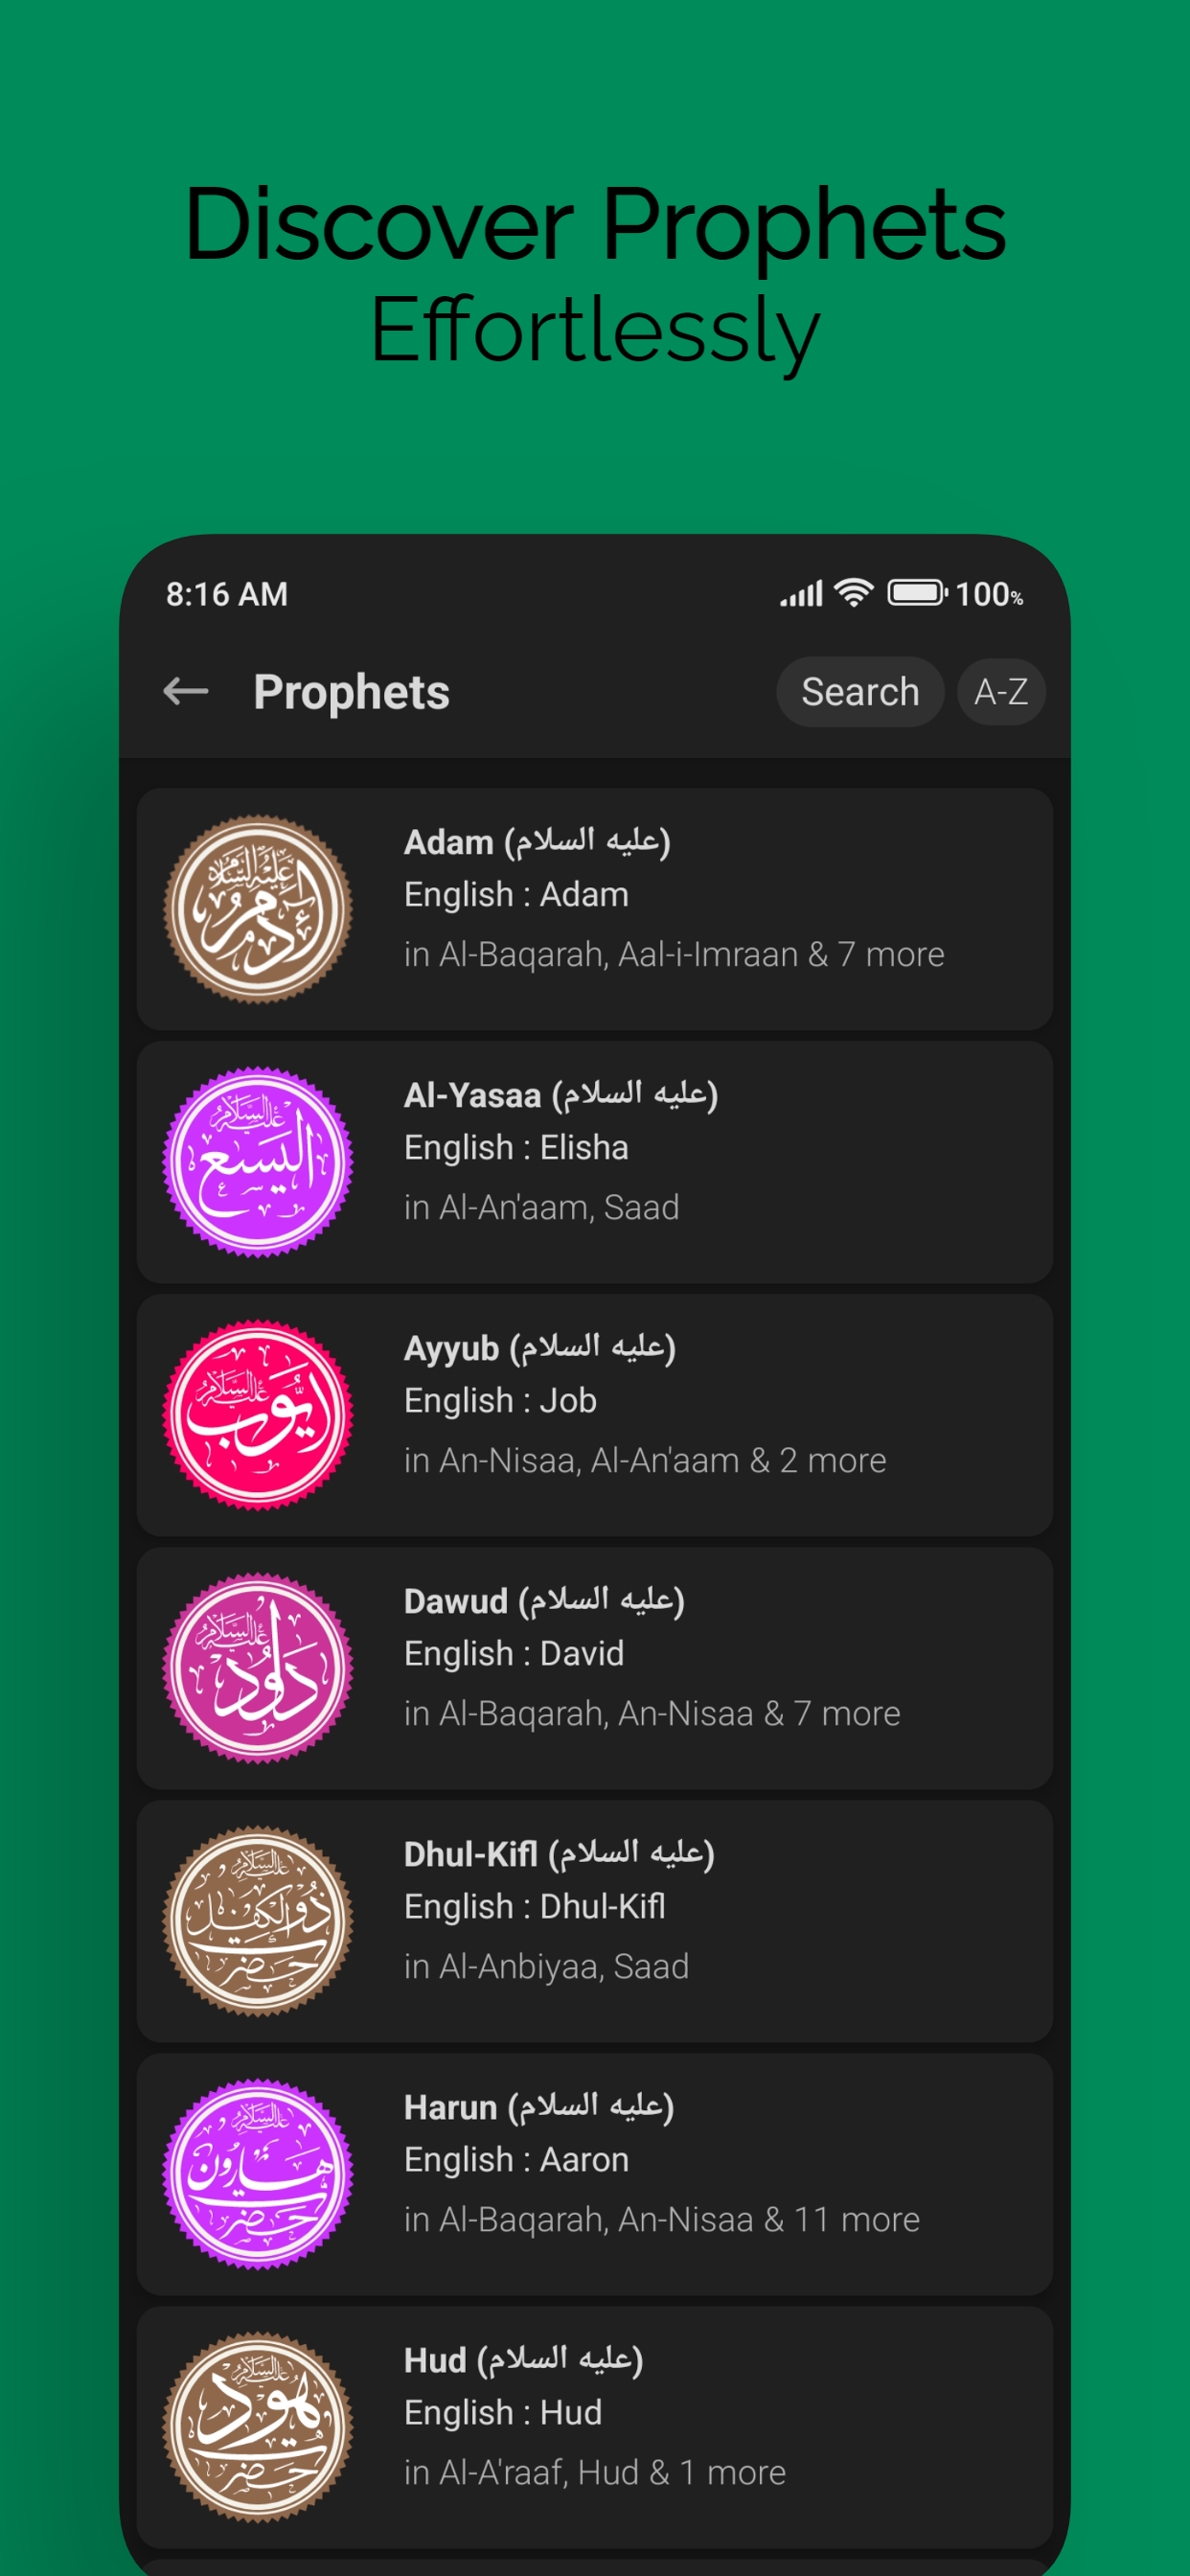 Discover Prophets
Effortlessly
8:16 AM
100%
Prophets
Search
A-Z
عليه السلام
آدم
Adam (عليه السلام)
English : Adam
in Al-Baqarah, Aal-i-Imraan & 7 more
عليه السلام
اليسع
Al-Yasaa (عليه السلام)
English : Elisha
in Al-An'aam, Saad
عليه السلام
ايوب
Ayyub (عليه السلام)
English : Job
in An-Nisaa, Al-An'aam & 2 more
عليه السلام
داود
Dawud (عليه السلام)
English : David
in Al-Baqarah, An-Nisaa & 7 more
عليه السلام
ذو الكفل
حضرت
Dhul-Kifl (عليه السلام)
English : Dhul-Kifl
in Al-Anbiyaa, Saad
عليه السلام
هارون
حضرت
Harun (عليه السلام)
English : Aaron
in Al-Baqarah, An-Nisaa & 11 more
عليه السلام
هود
حضرت
Hud (عليه السلام)
English : Hud
in Al-A'raaf, Hud & 1 more